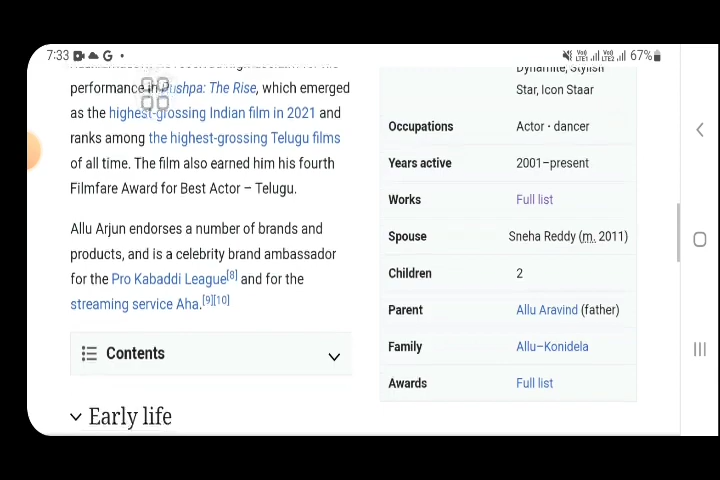 7:33
67%
performance in Pushpa: The Rise, which emerged
as the highest-grossing Indian film in 2021 and
ranks among the highest-grossing Telugu films
of all time. The film also earned him his fourth
Filmfare Award for Best Actor – Telugu.
Allu Arjun endorses a number of brands and
products, and is a celebrity brand ambassador
for the Pro Kabaddi League[8] and for the
streaming service Aha.[9][10]
Contents
Early life
Dynamite, Stylish
Star, Icon Staar
Occupations Actor · dancer
Years active 2001–present
Works Full list
Spouse Sneha Reddy (m. 2011)
Children 2
Parent Allu Aravind (father)
Family Allu–Konidela
Awards Full list